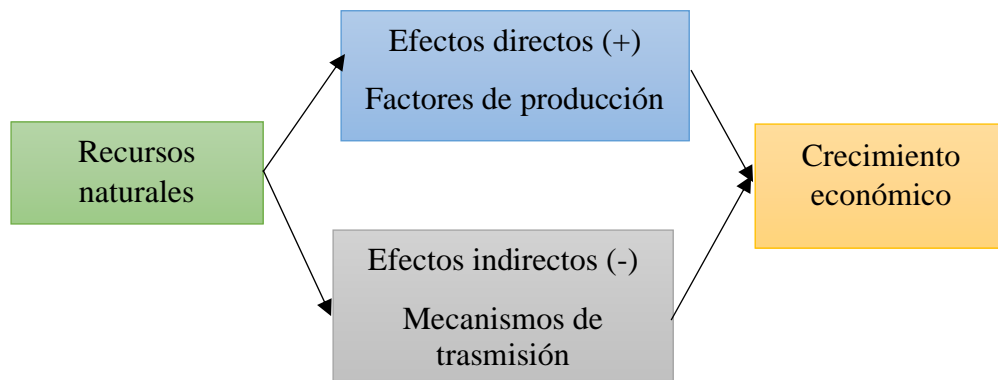 Recursos
naturales
Efectos directos (+)
Factores de producción
Efectos indirectos (-)
Mecanismos de
trasmisión
Crecimiento
económico